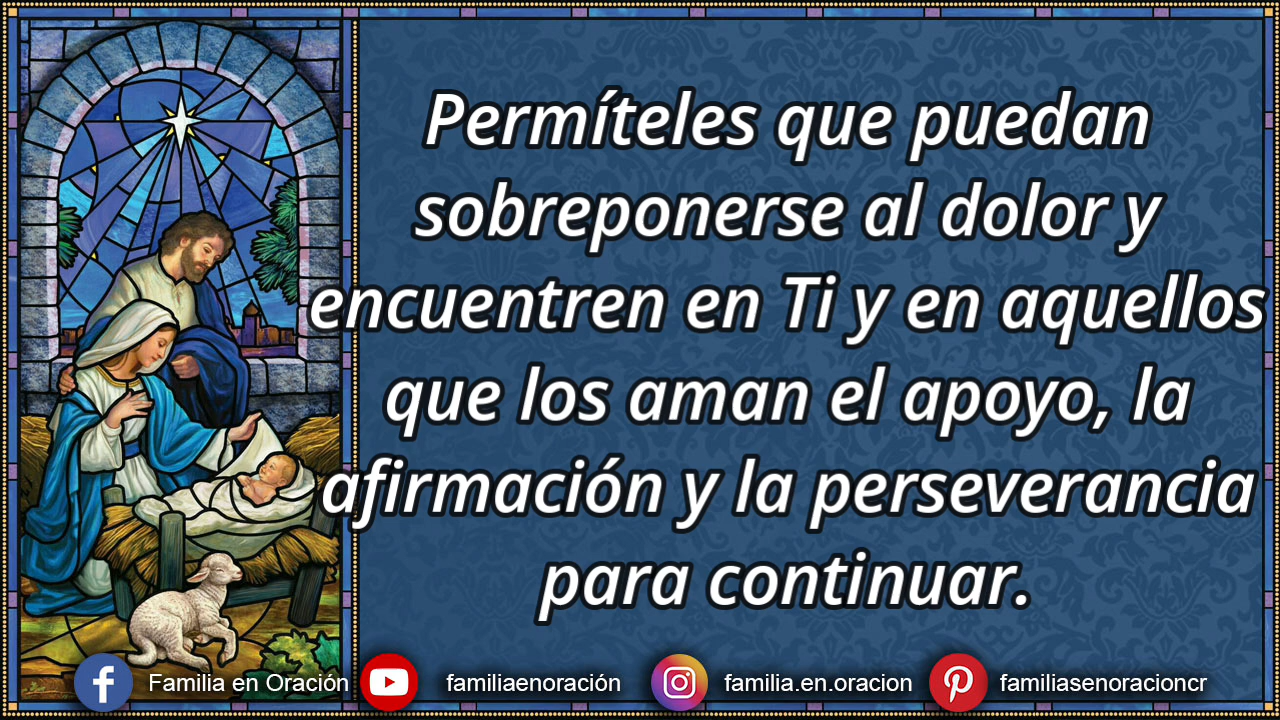 Permíteles que puedan
sobreponerse al dolor y
encuentren en Ti y en aquellos
que los aman el apoyo, la
afirmación y la perseverancia
para continuar.
Familia en Oración
familiaenoración
familia.en.oracion
familiasenoracioncr